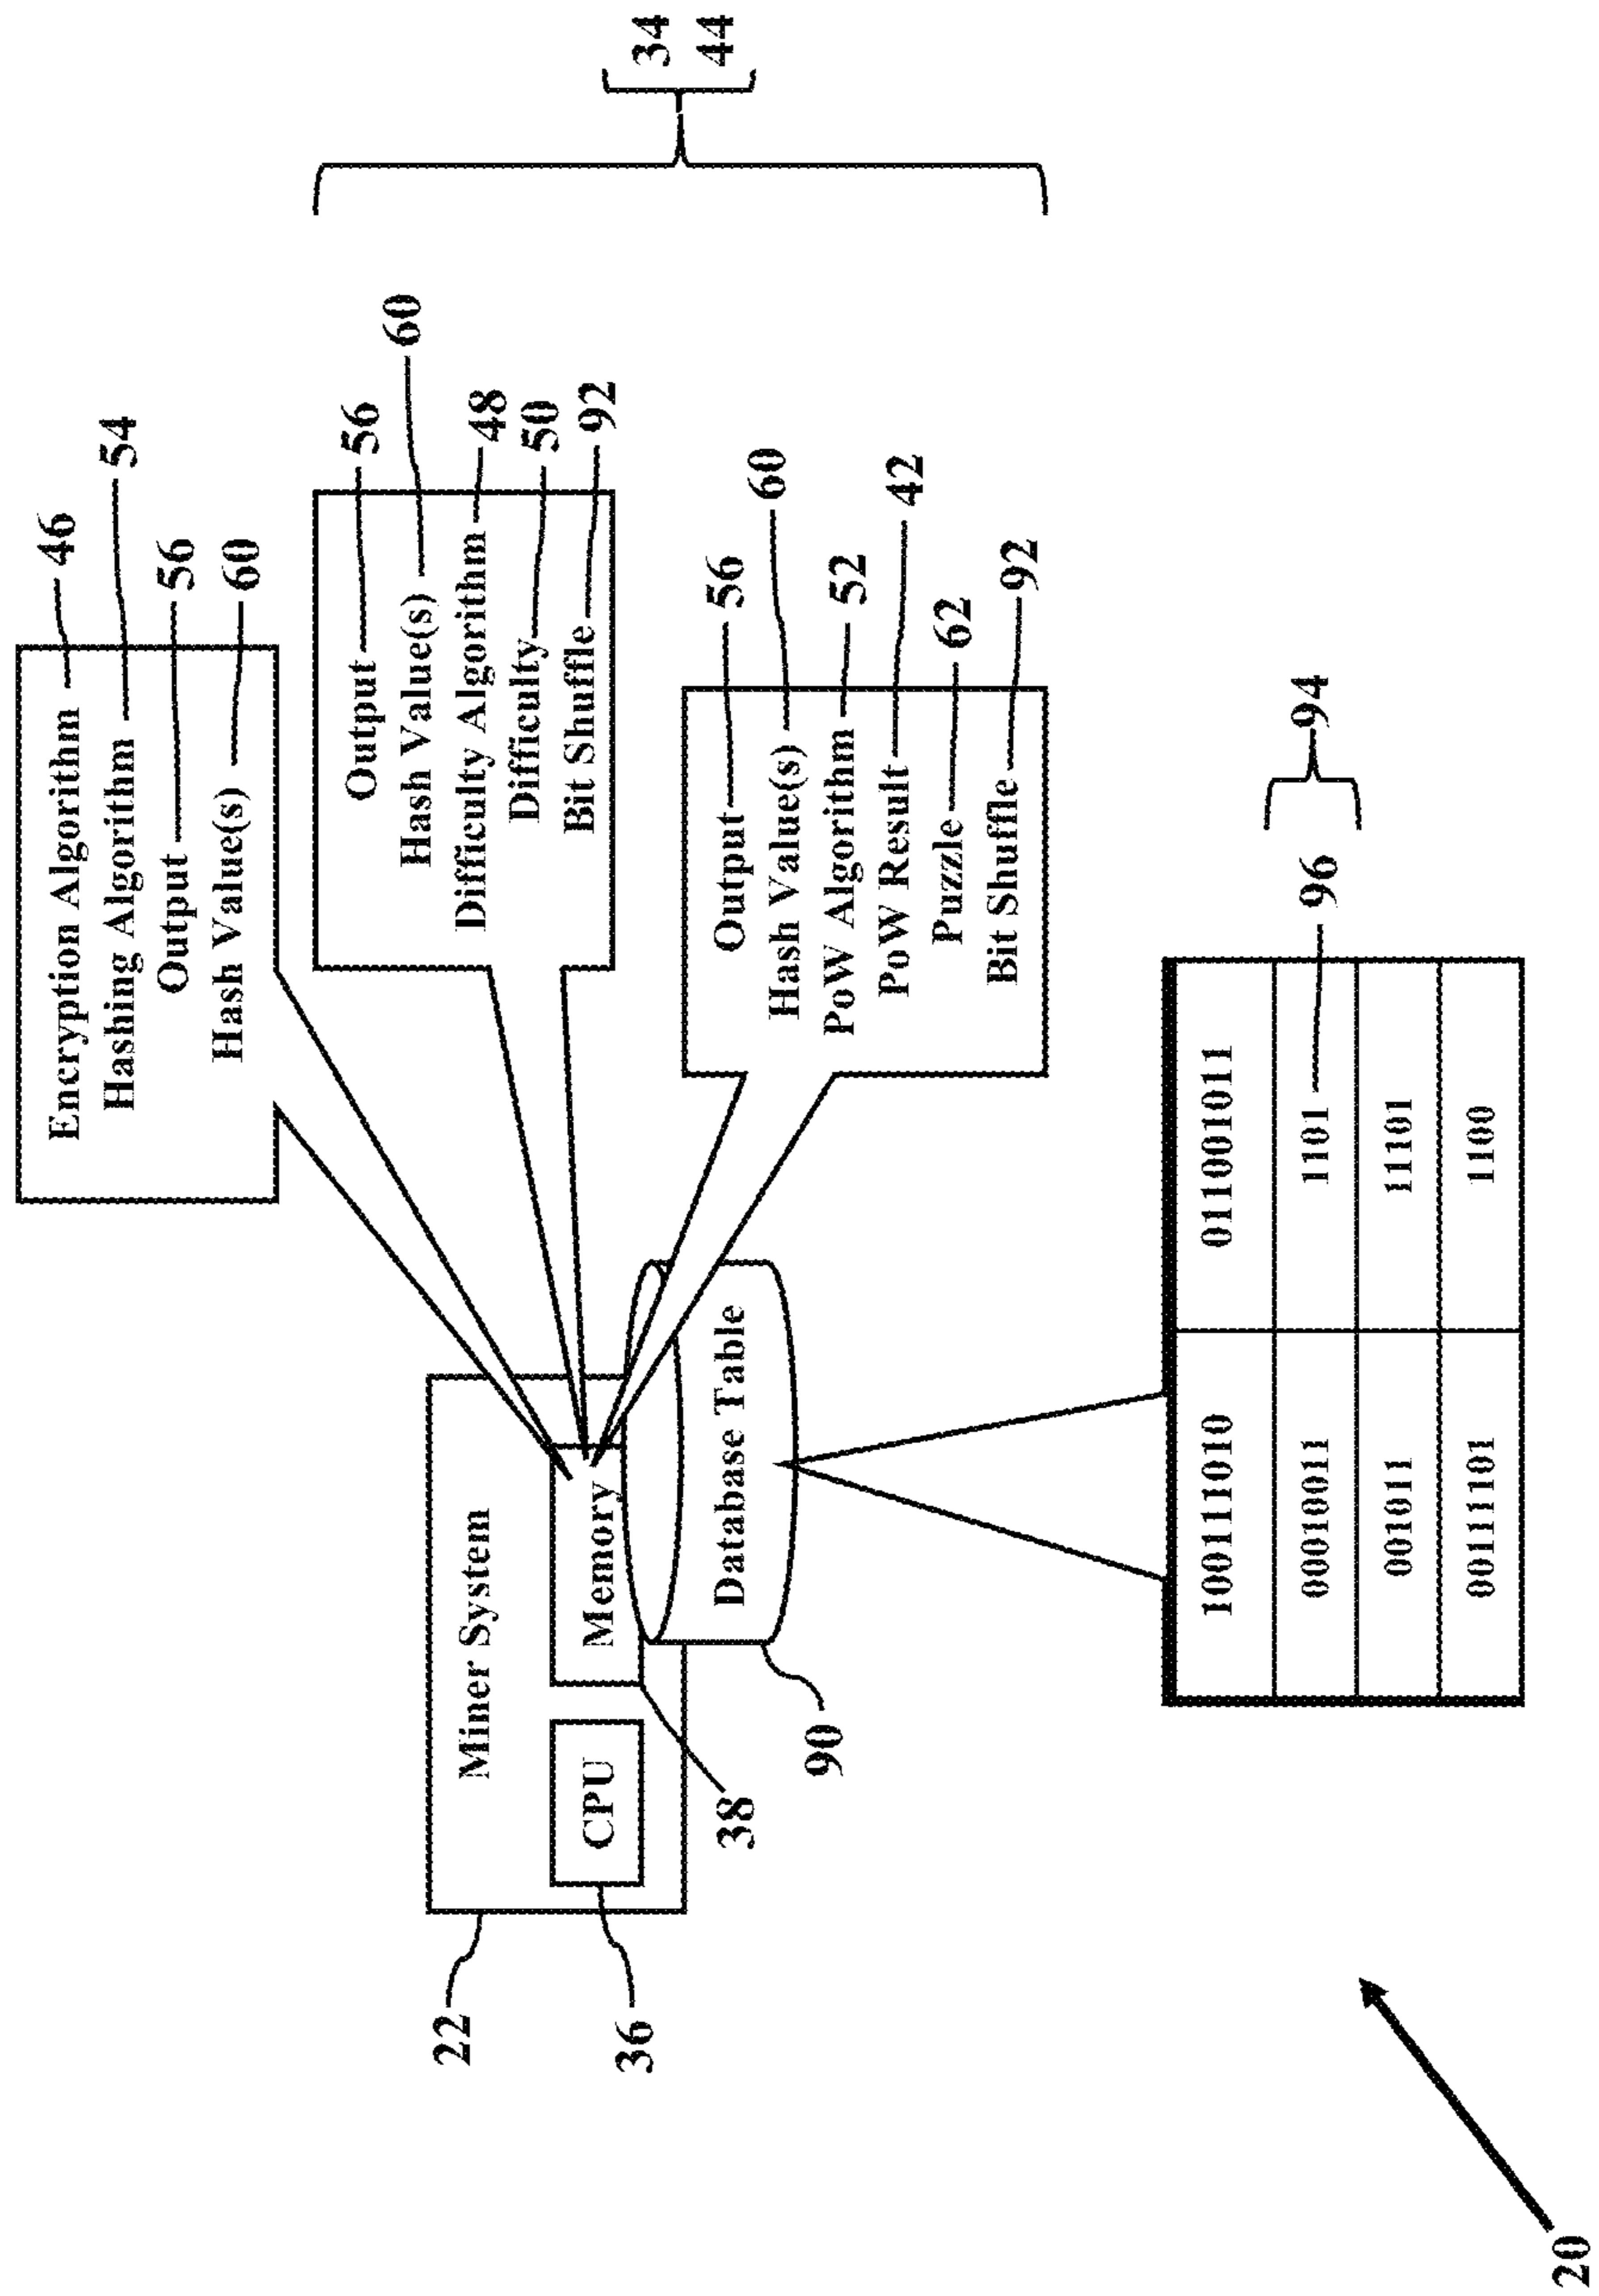 Encryption Algorithm 46
Hashing Algorithm 54
Output 56
Hash Value(s) 60
Output 56
Hash Value(s) 60
Difficulty Algorithm 48
Difficulty 50
Bit Shuffle 92
34
44
Output 56
Hash Value(s) 60
PoW Algorithm 52
PoW Result 42
Puzzle 62
Bit Shuffle 92
22
Miner System
36
CPU
Memory
38
Database Table
90
10011011010 01100101011
00010011 1101 96 94
001011 11101
00111101 1100
20